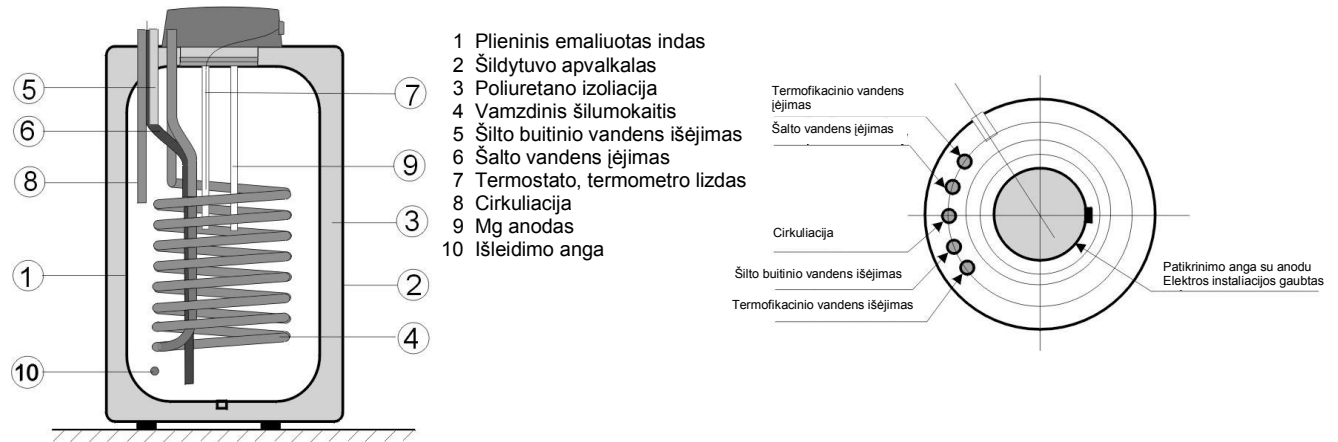 5
6
8
1
10
7
9
3
2
4
1 Plieninis emaliuotas indas
2 Šildytuvo apvalkalas
3 Poliuretano izoliacija
4 Vamzdinis šilumokaitis
5 Šilto buitinio vandens išėjimas
6 Šalto vandens įėjimas
7 Termostato, termometro lizdas
8 Cirkuliacija
9 Mg anodas
10 Išleidimo anga
Termofikacinio vandens
įėjimas
Šalto vandens įėjimas
Cirkuliacija
Šilto buitinio vandens išėjimas
Termofikacinio vandens išėjimas
Patikrinimo anga su anodu
Elektros instaliacijos gaubtas